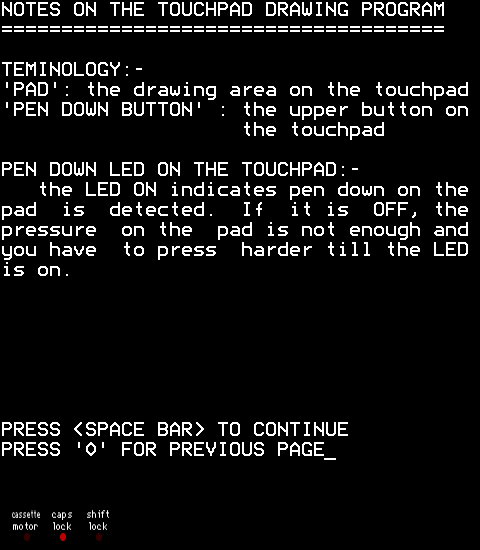 NOTES ON THE TOUCHPAD DRAWING PROGRAM
=====================================
TEMINOLOGY:-
'PAD': the drawing area on the touchpad
'PEN DOWN BUTTON' : the upper button on
the touchpad
PEN DOWN LED ON THE TOUCHPAD:-
the LED ON indicates pen down on the
pad is detected. If it is OFF, the
pressure on the pad is not enough and
you have to press harder till the LED
is on.
PRESS <SPACE BAR> TO CONTINUE
PRESS '0' FOR PREVIOUS PAGE_
cassette motor caps lock shift lock